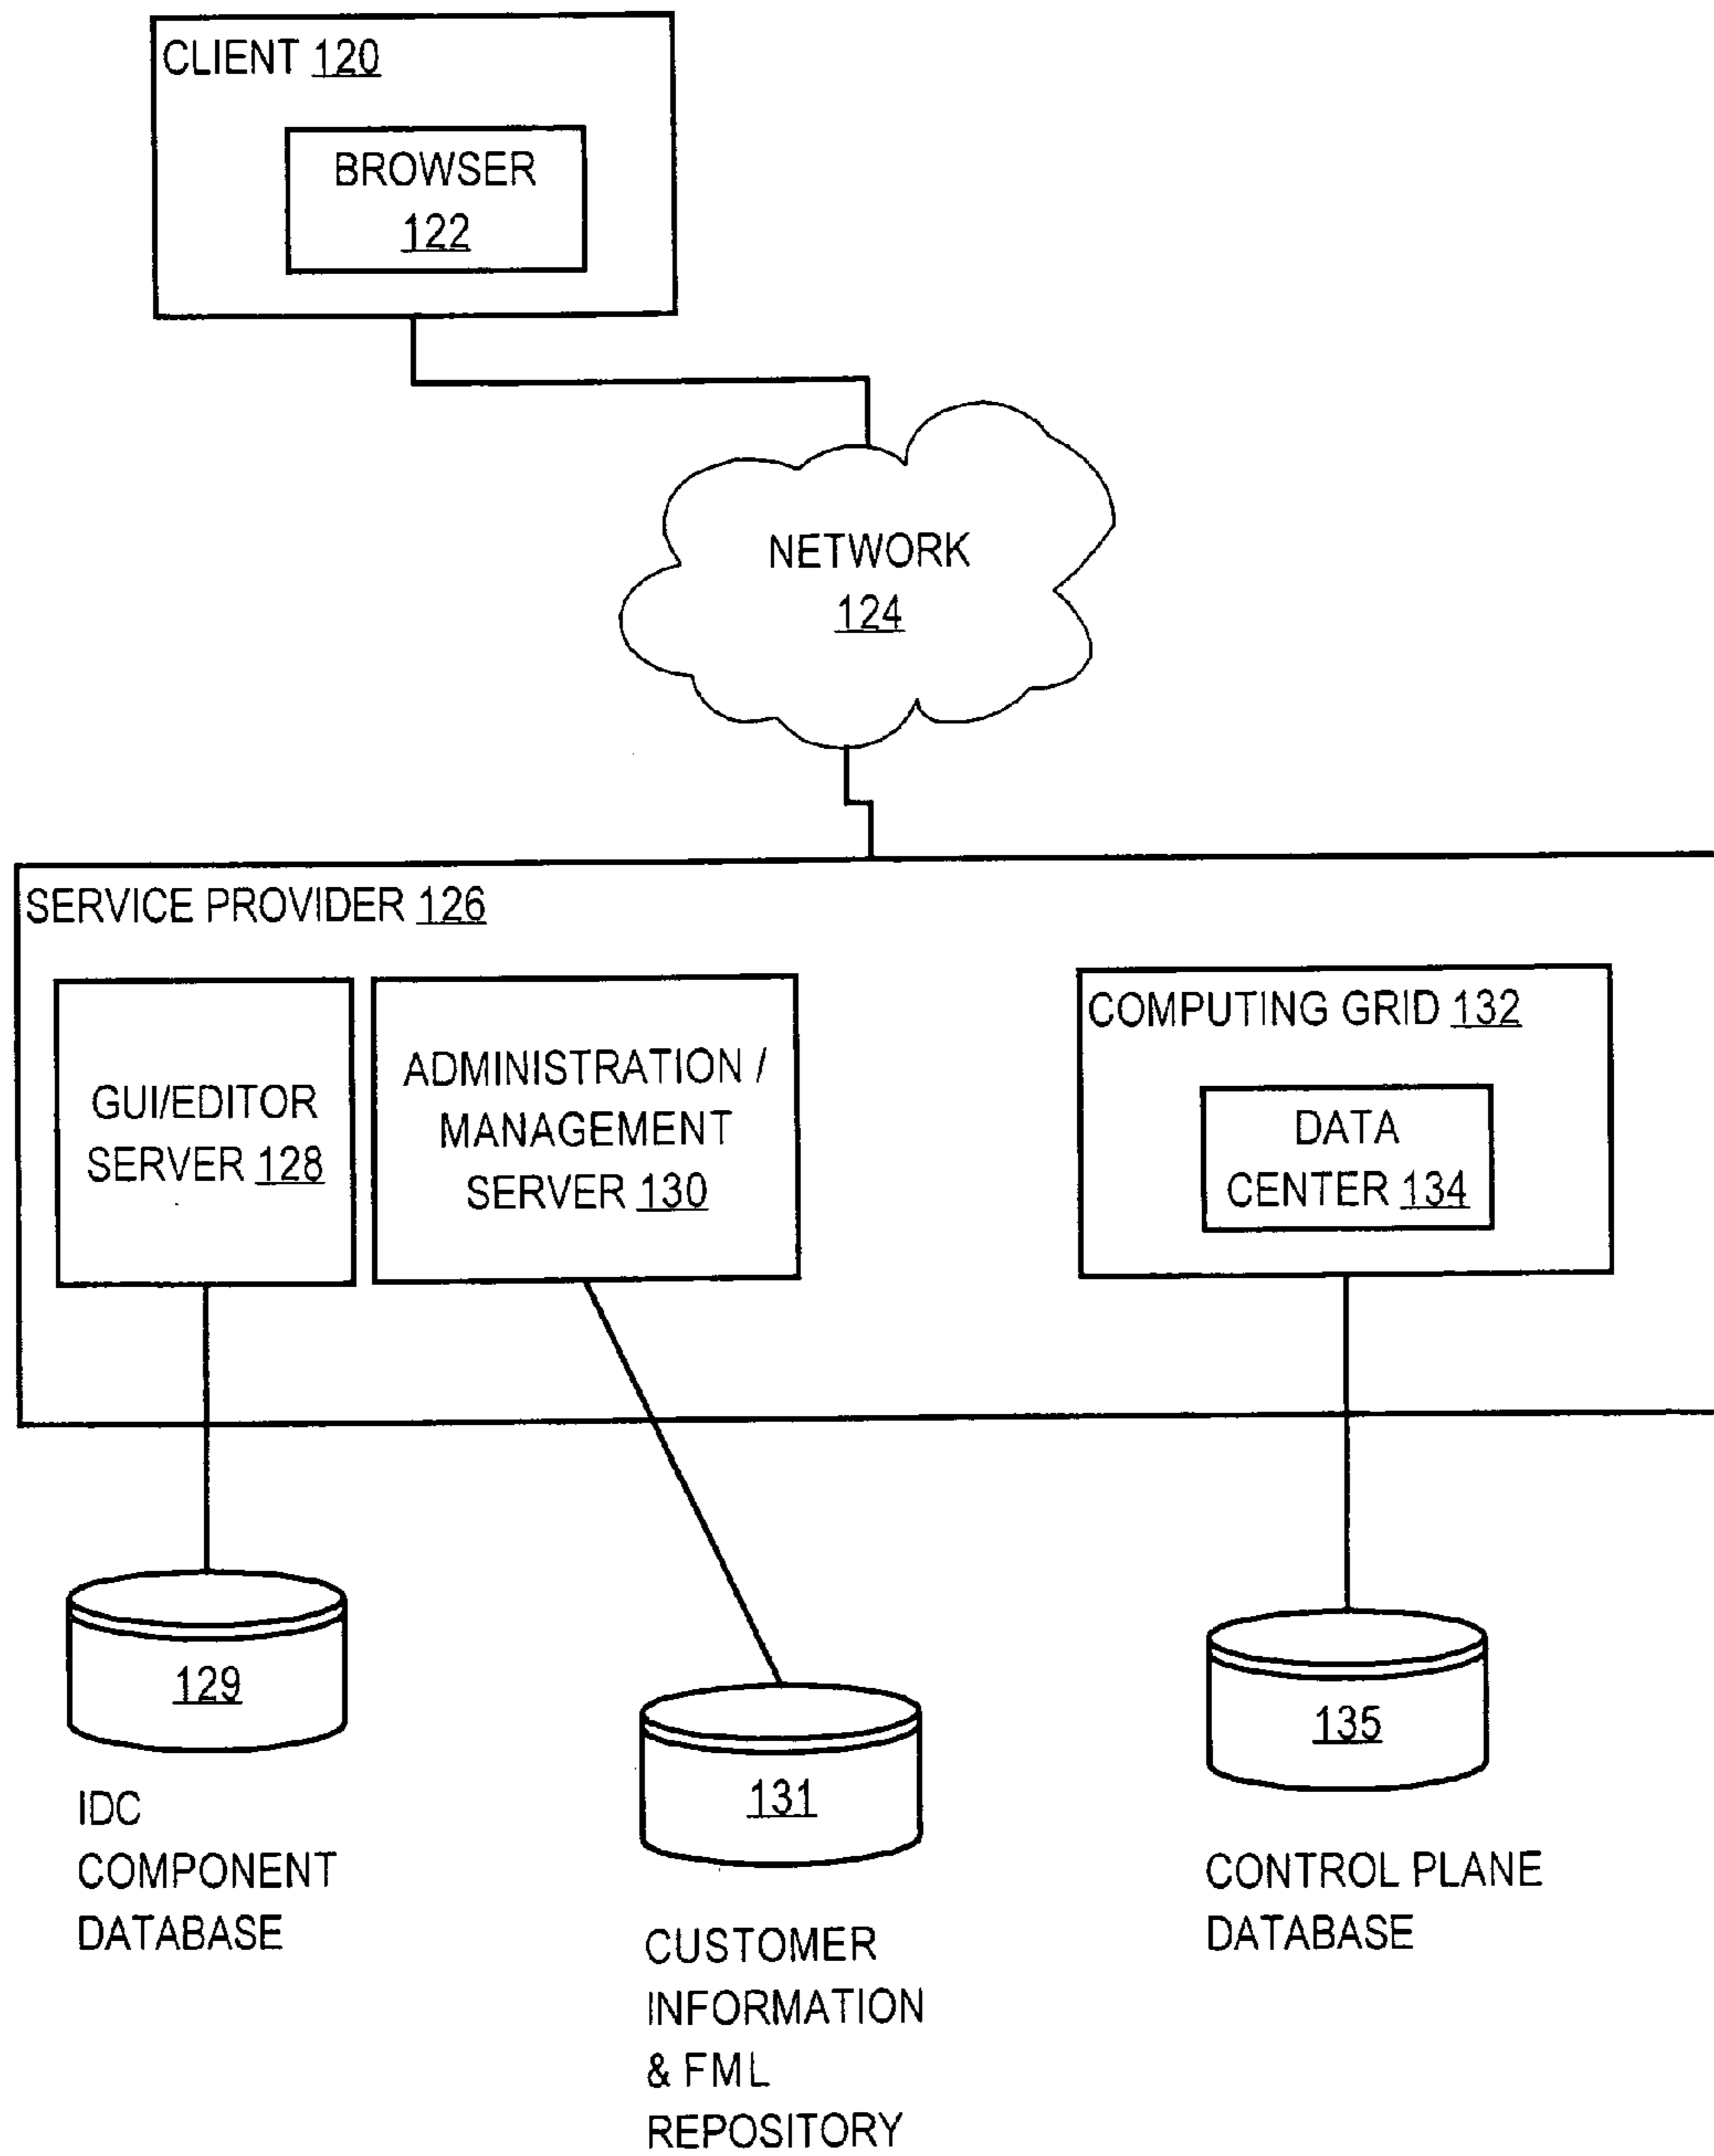 CLIENT 120
BROWSER
122
NETWORK
124
SERVICE PROVIDER 126
GUI/EDITOR
SERVER 128
ADMINISTRATION /
MANAGEMENT
SERVER 130
COMPUTING GRID 132
DATA
CENTER 134
129
IDC
COMPONENT
DATABASE
131
CUSTOMER
INFORMATION
& FML
REPOSITORY
135
CONTROL PLANE
DATABASE